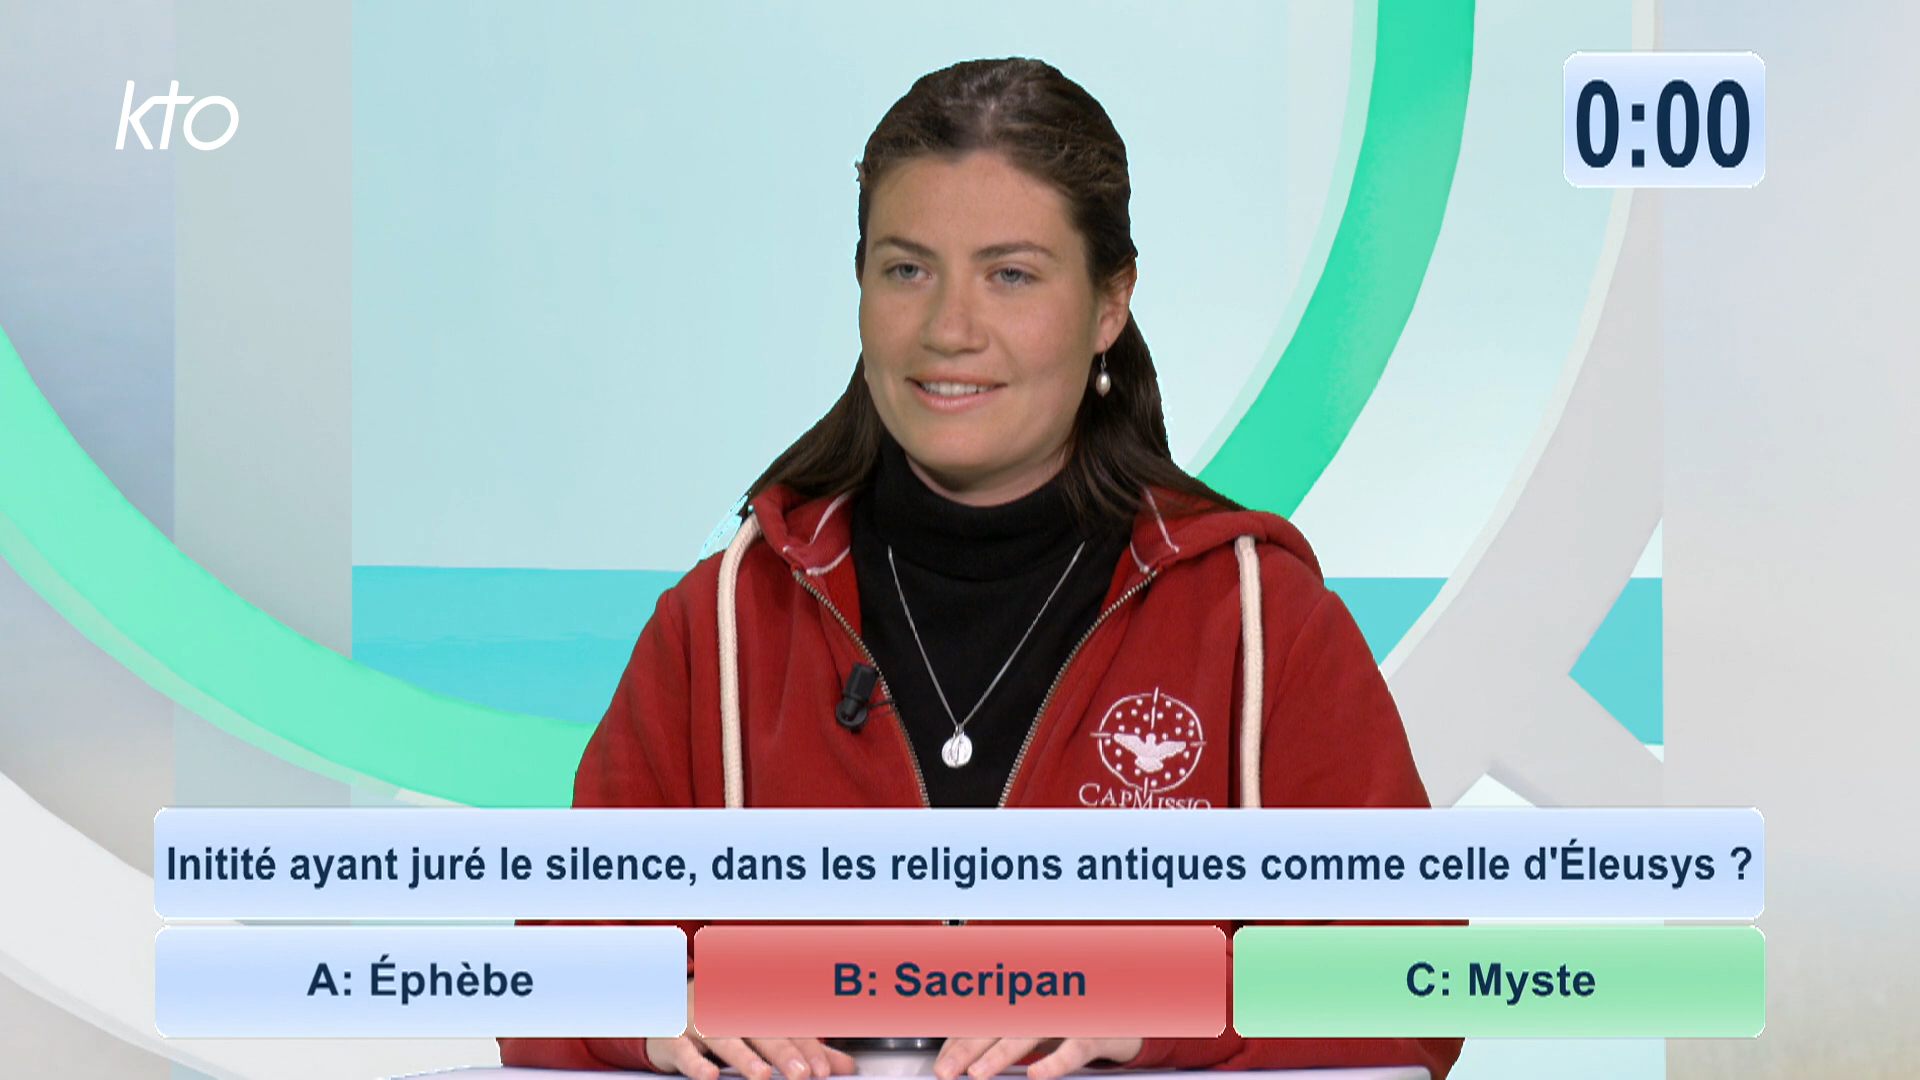 kto
0:00
CAPMISSIO
Initité ayant juré le silence, dans les religions antiques comme celle d'Éleusys ?
A: Éphèbe
B: Sacripan
C: Myste